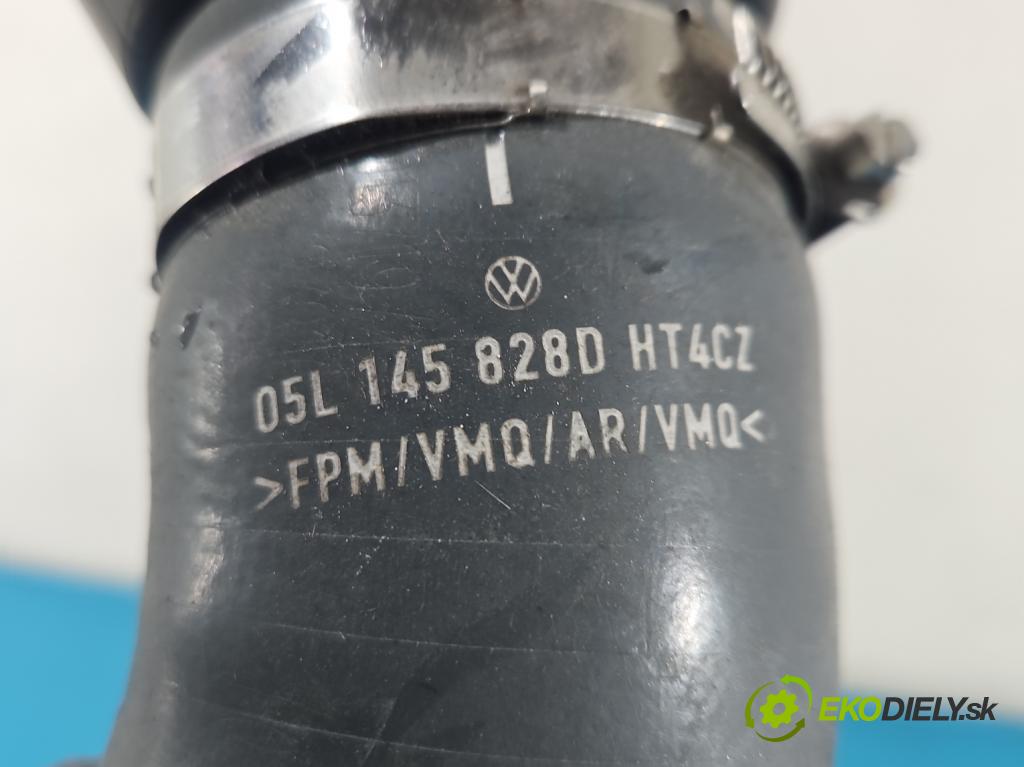 05L 145 828D HT4CZ
>FPM/VMQ/AR/VMQ<
EKODIELY.sk